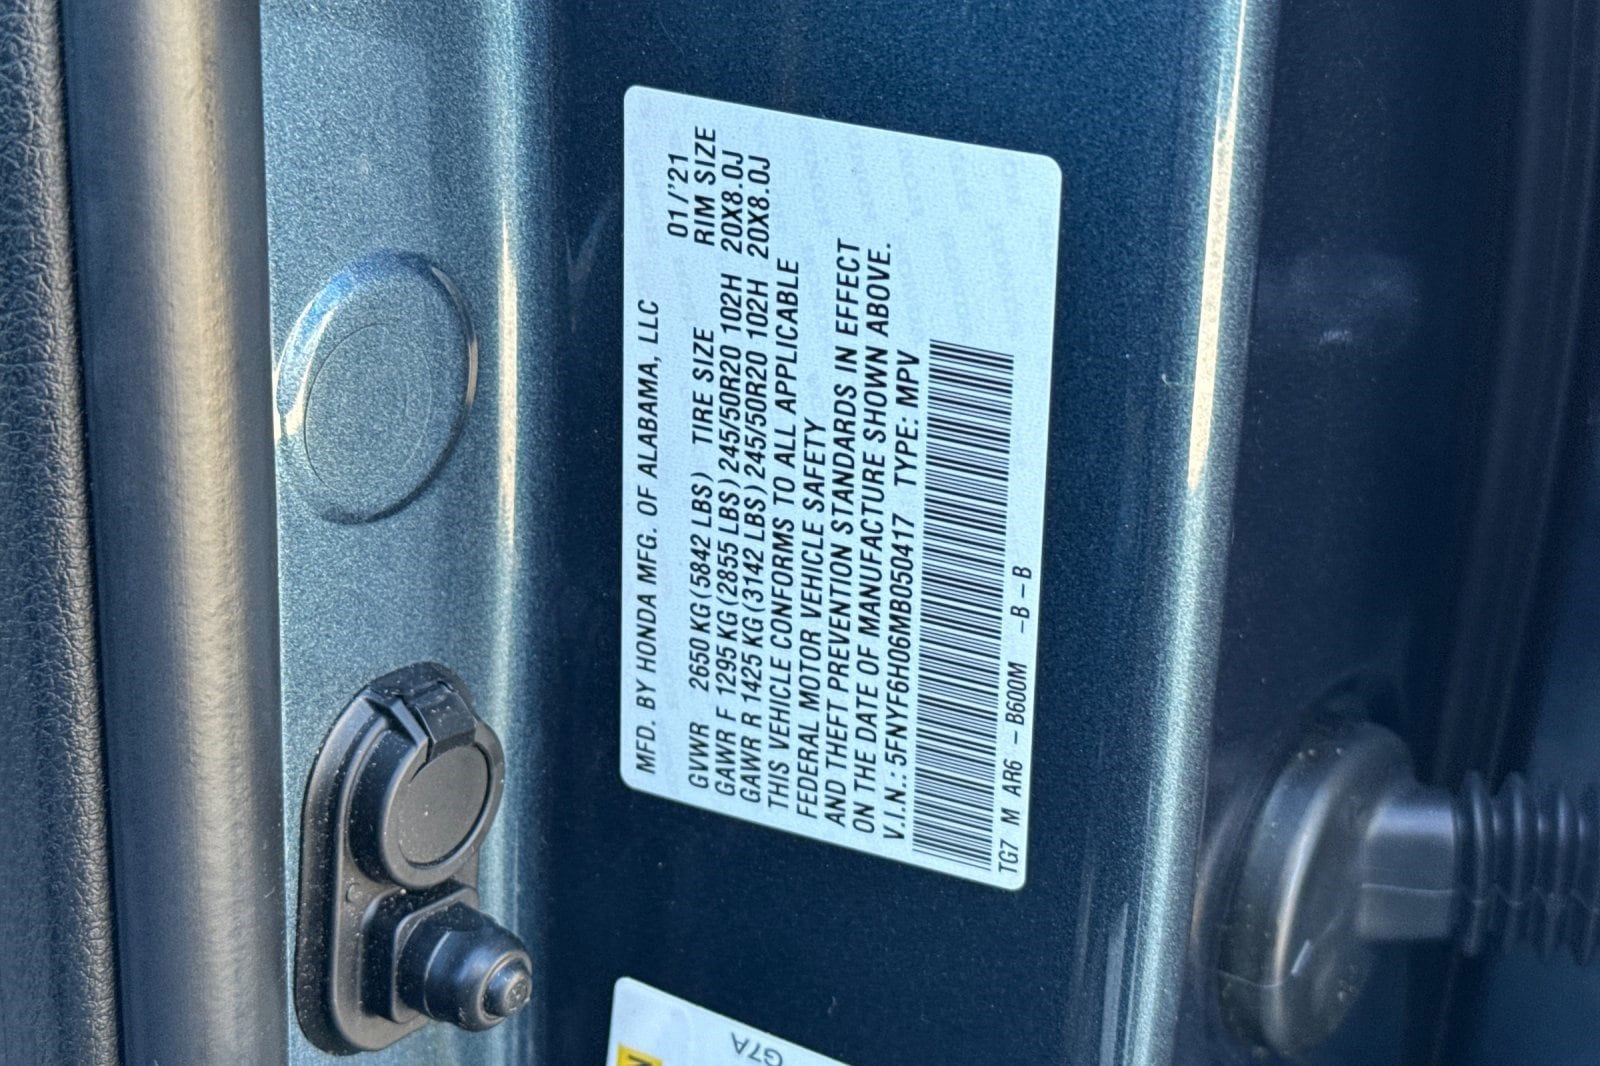 MFD. BY HONDA MFG. OF ALABAMA, LLC
01/'21
GVWR 2650 KG (5842 LBS) TIRE SIZE RIM SIZE
GAWR F 1295 KG (2855 LBS) 245/50R20 102H 20X8.0J
GAWR R 1425 KG (3142 LBS) 245/50R20 102H 20X8.0J
THIS VEHICLE CONFORMS TO ALL APPLICABLE
FEDERAL MOTOR VEHICLE SAFETY
AND THEFT PREVENTION STANDARDS IN EFFECT
ON THE DATE OF MANUFACTURE SHOWN ABOVE.
V.I.N.: 5FNYF6H06MB050417 TYPE: MPV
TG7 M AR6 -B600M -B-B
G7A